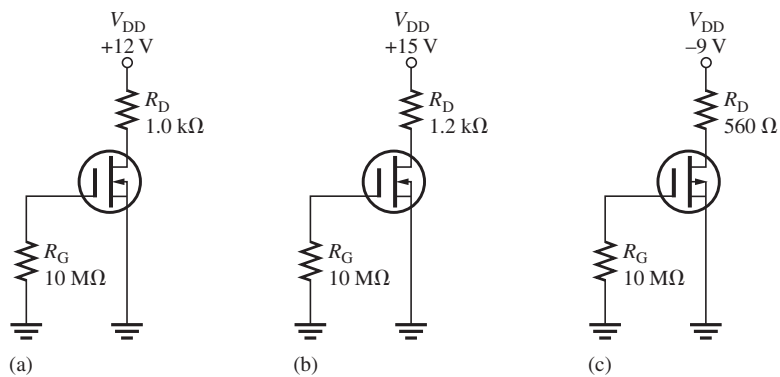 V_DD
+12 V
R_D
1.0 kΩ
R_G
10 MΩ
(a)
V_DD
+15 V
R_D
1.2 kΩ
R_G
10 MΩ
(b)
V_DD
–9 V
R_D
560 Ω
R_G
10 MΩ
(c)